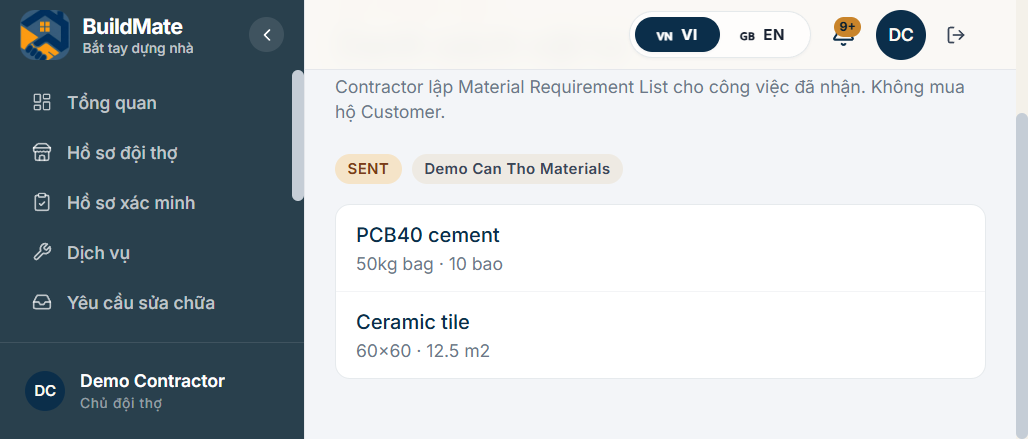 BuildMate
Bắt tay dựng nhà
Tổng quan
Hồ sơ đội thợ
Hồ sơ xác minh
Dịch vụ
Yêu cầu sửa chữa
DC
Demo Contractor
Chủ đội thợ
VN VI
GB EN
9+
DC
Contractor lập Material Requirement List cho công việc đã nhận. Không mua
hộ Customer.
SENT
Demo Can Tho Materials
PCB40 cement
50kg bag · 10 bao
Ceramic tile
60×60 · 12.5 m2